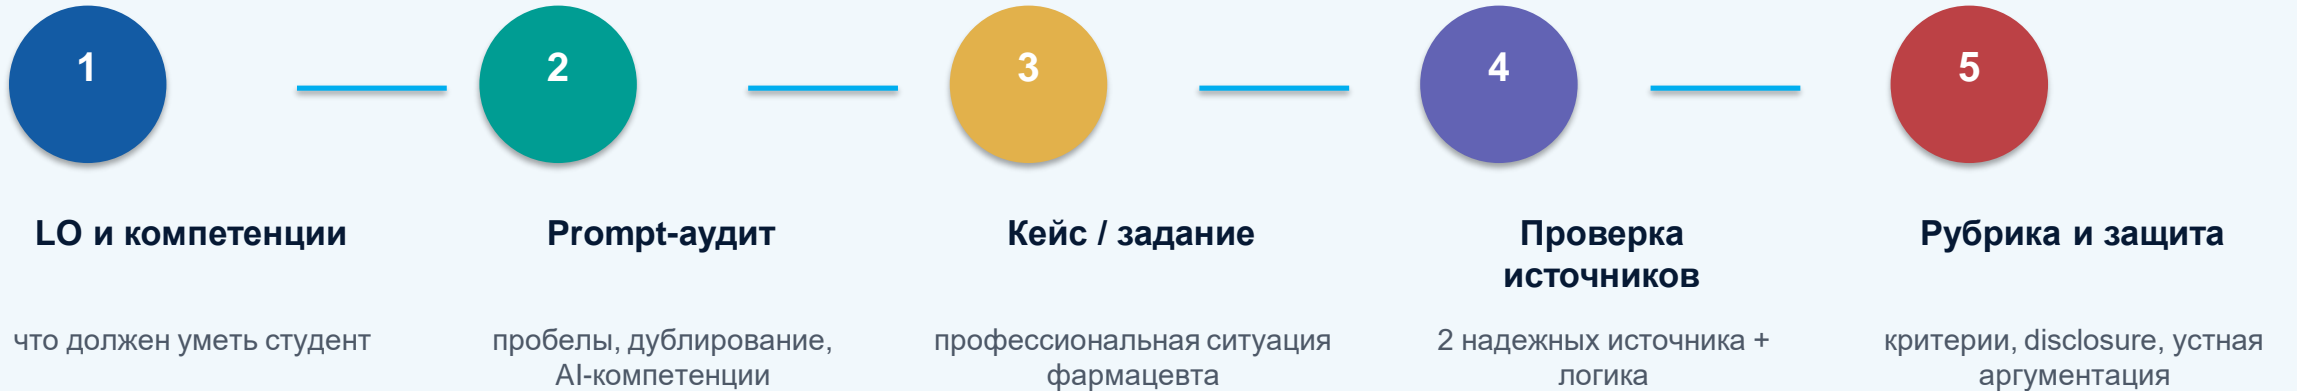 1
2
3
4
5
LO и компетенции
Prompt-аудит
Кейс / задание
Проверка
источников
Рубрика и защита
что должен уметь студент
пробелы, дублирование,
AI-компетенции
профессиональная ситуация
фармацевта
2 надежных источника +
логика
критерии, disclosure, устная
аргументация